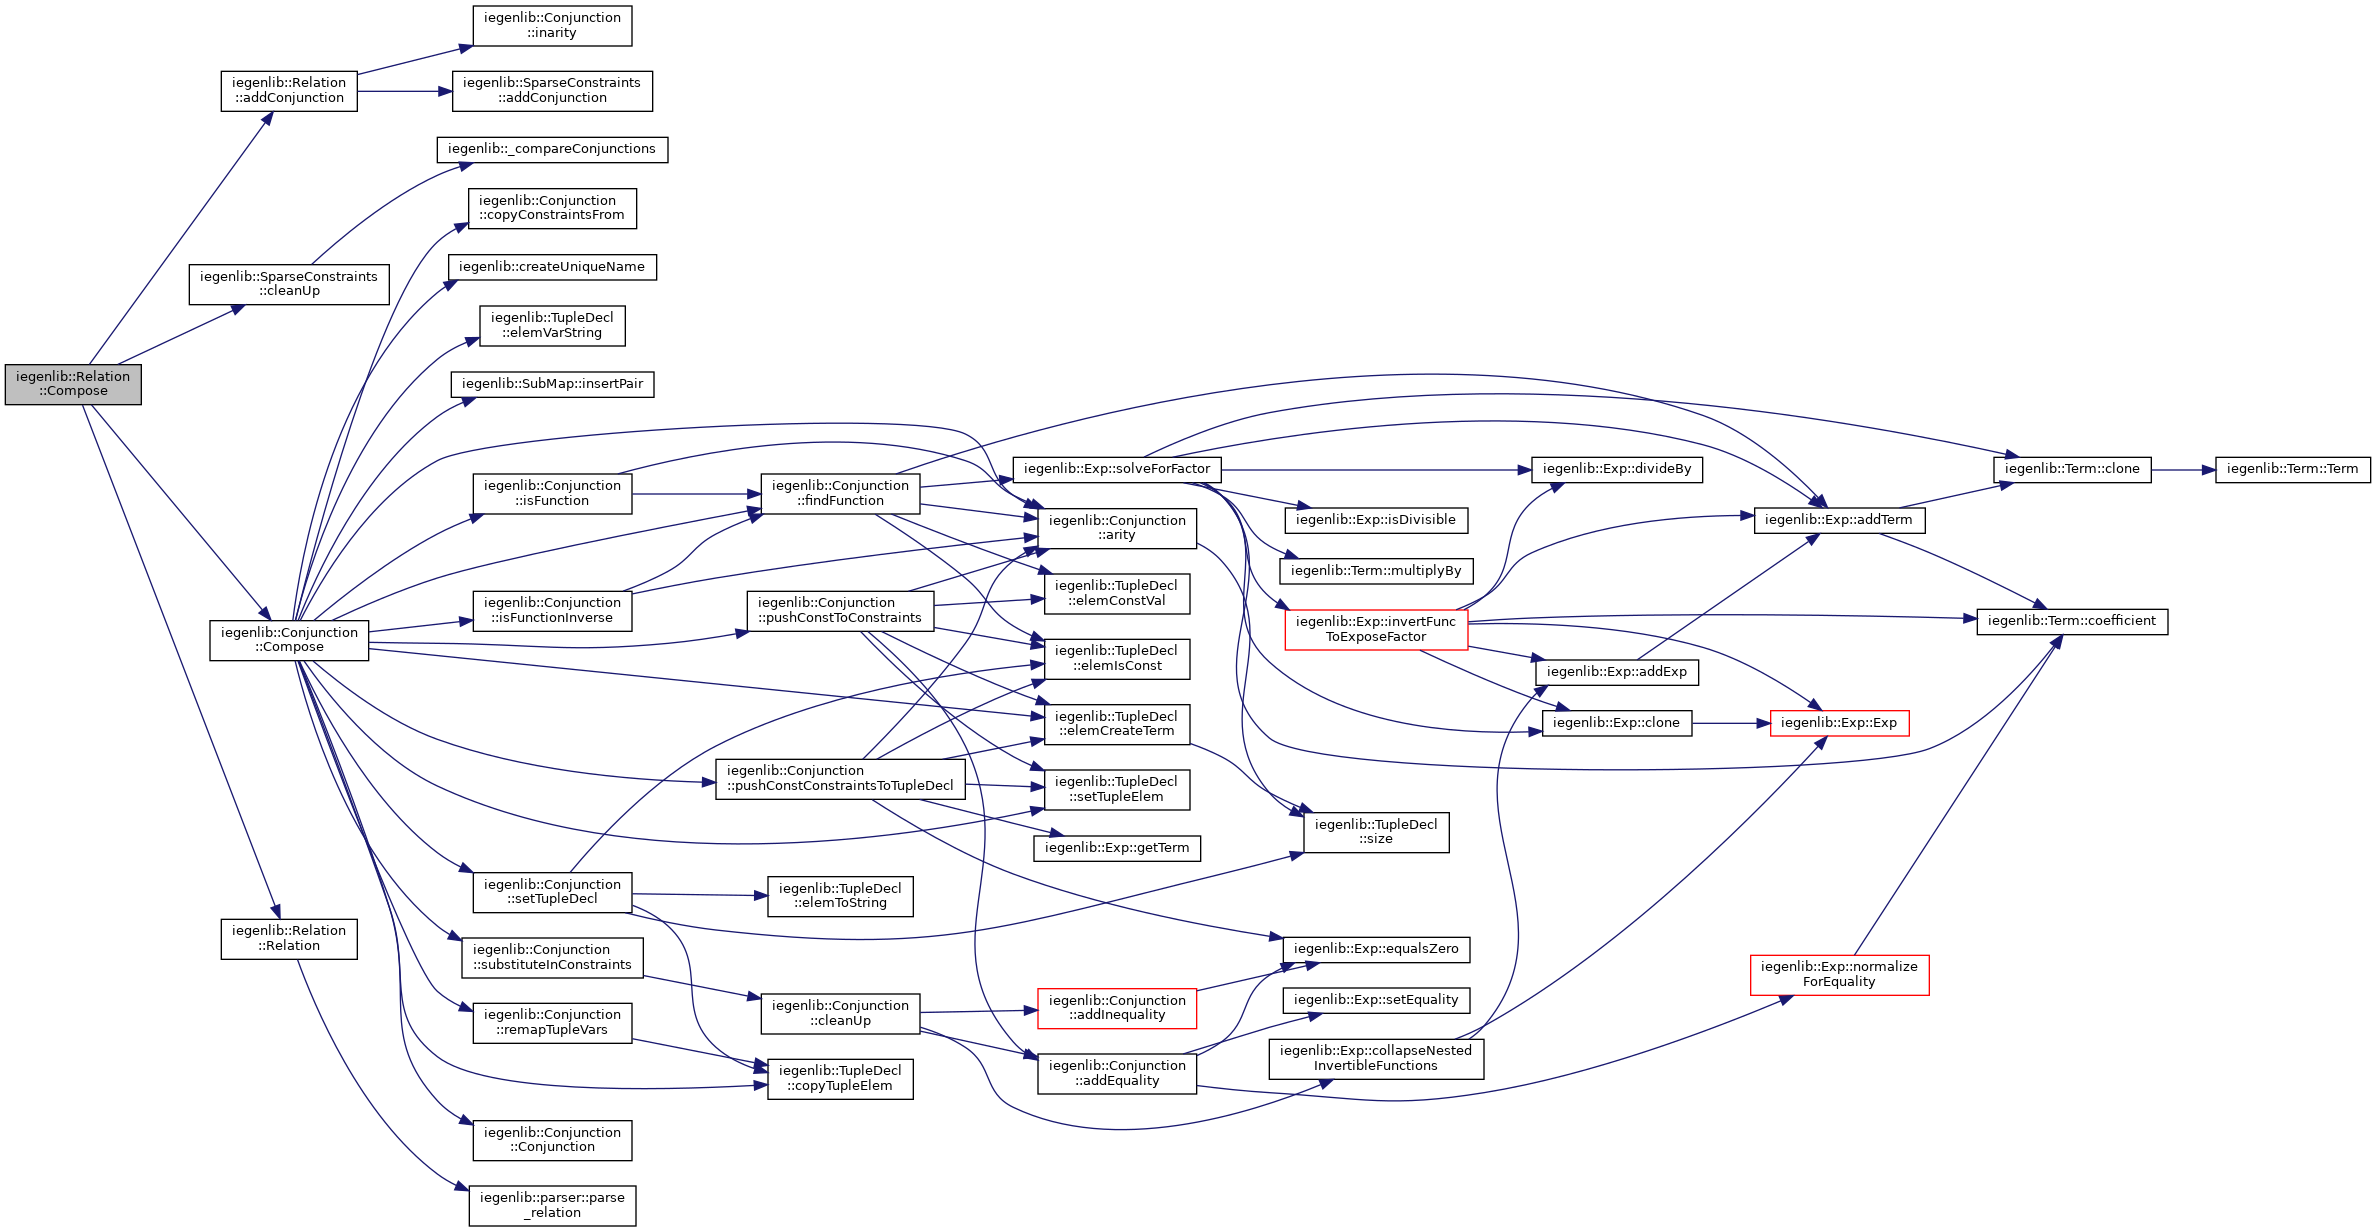 iegenlib::Relation
::Compose
iegenlib::Relation
::addConjunction
iegenlib::SparseConstraints
::cleanUp
iegenlib::Conjunction
::Compose
iegenlib::Relation
::Relation
iegenlib::Conjunction
::inarity
iegenlib::SparseConstraints
::addConjunction
iegenlib::_compareConjunctions
iegenlib::Conjunction
::copyConstraintsFrom
iegenlib::createUniqueName
iegenlib::TupleDecl
::elemVarString
iegenlib::SubMap::insertPair
iegenlib::Conjunction
::isFunction
iegenlib::Conjunction
::isFunctionInverse
iegenlib::Conjunction
::setTupleDecl
iegenlib::Conjunction
::substituteInConstraints
iegenlib::Conjunction
::remapTupleVars
iegenlib::Conjunction
::Conjunction
iegenlib::parser::parse
_relation
iegenlib::Conjunction
::findFunction
iegenlib::Conjunction
::pushConstToConstraints
iegenlib::Conjunction
::pushConstConstraintsToTupleDecl
iegenlib::TupleDecl
::elemToString
iegenlib::Conjunction
::cleanUp
iegenlib::TupleDecl
::copyTupleElem
iegenlib::Exp::solveForFactor
iegenlib::Conjunction
::arity
iegenlib::TupleDecl
::elemConstVal
iegenlib::TupleDecl
::elemIsConst
iegenlib::TupleDecl
::elemCreateTerm
iegenlib::TupleDecl
::setTupleElem
iegenlib::Exp::getTerm
iegenlib::Conjunction
::addInequality
iegenlib::Conjunction
::addEquality
iegenlib::Exp::isDivisible
iegenlib::Term::multiplyBy
iegenlib::Exp::invertFunc
ToExposeFactor
iegenlib::TupleDecl
::size
iegenlib::Exp::equalsZero
iegenlib::Exp::setEquality
iegenlib::Exp::collapseNested
InvertibleFunctions
iegenlib::Exp::divideBy
iegenlib::Exp::addExp
iegenlib::Exp::clone
iegenlib::Exp::addTerm
iegenlib::Exp::Exp
iegenlib::Exp::normalize
ForEquality
iegenlib::Term::clone
iegenlib::Term::coefficient
iegenlib::Term::Term